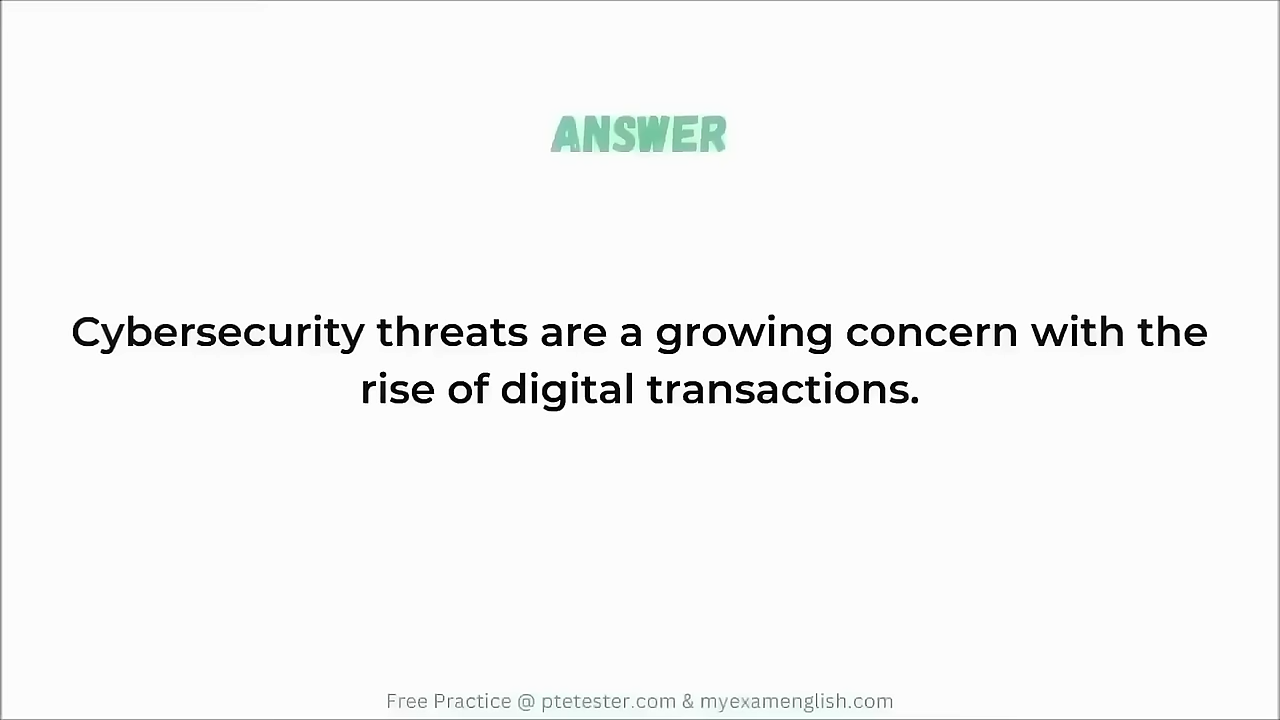 ANSWER
Cybersecurity threats are a growing concern with the
rise of digital transactions.
Free Practice @ ptetester.com & myexamenglish.com